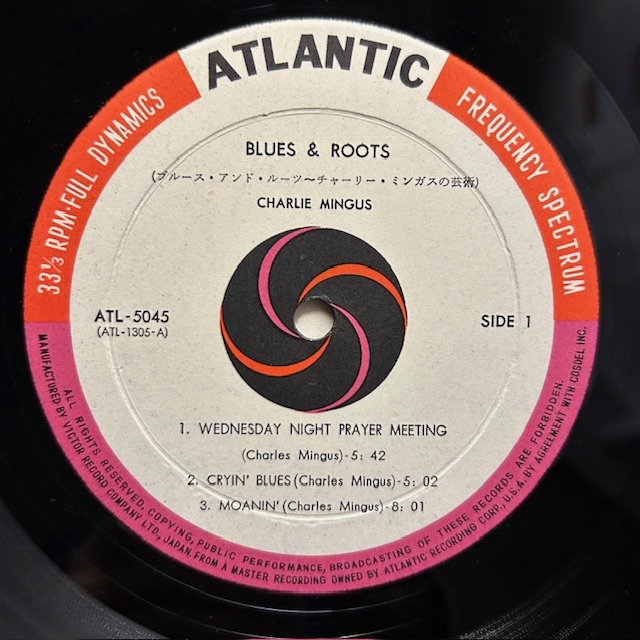 ATLANTIC
33⅓ RPM-FULL DYNAMICS
FREQUENCY SPECTRUM
BLUES & ROOTS
(ブルース・アンド・ルーツ〜チャーリー・ミンガスの芸術)
CHARLIE MINGUS
ATL-5045
(ATL-1305-A)
SIDE 1
1. WEDNESDAY NIGHT PRAYER MEETING
(Charles Mingus)-5:42
2. CRYIN' BLUES (Charles Mingus)-5:02
3. MOANIN' (Charles Mingus)-8:01
ALL RIGHTS RESERVED, COPYING, PUBLIC PERFORMANCE, BROADCASTING OF THESE RECORDS ARE FORBIDDEN.
MANUFACTURED BY VICTOR RECORD COMPANY LTD, JAPAN FROM A MASTER RECORDING OWNED BY ATLANTIC RECORDING CORP., U.S.A. BY AGREEMENT WITH COSDEL INC.